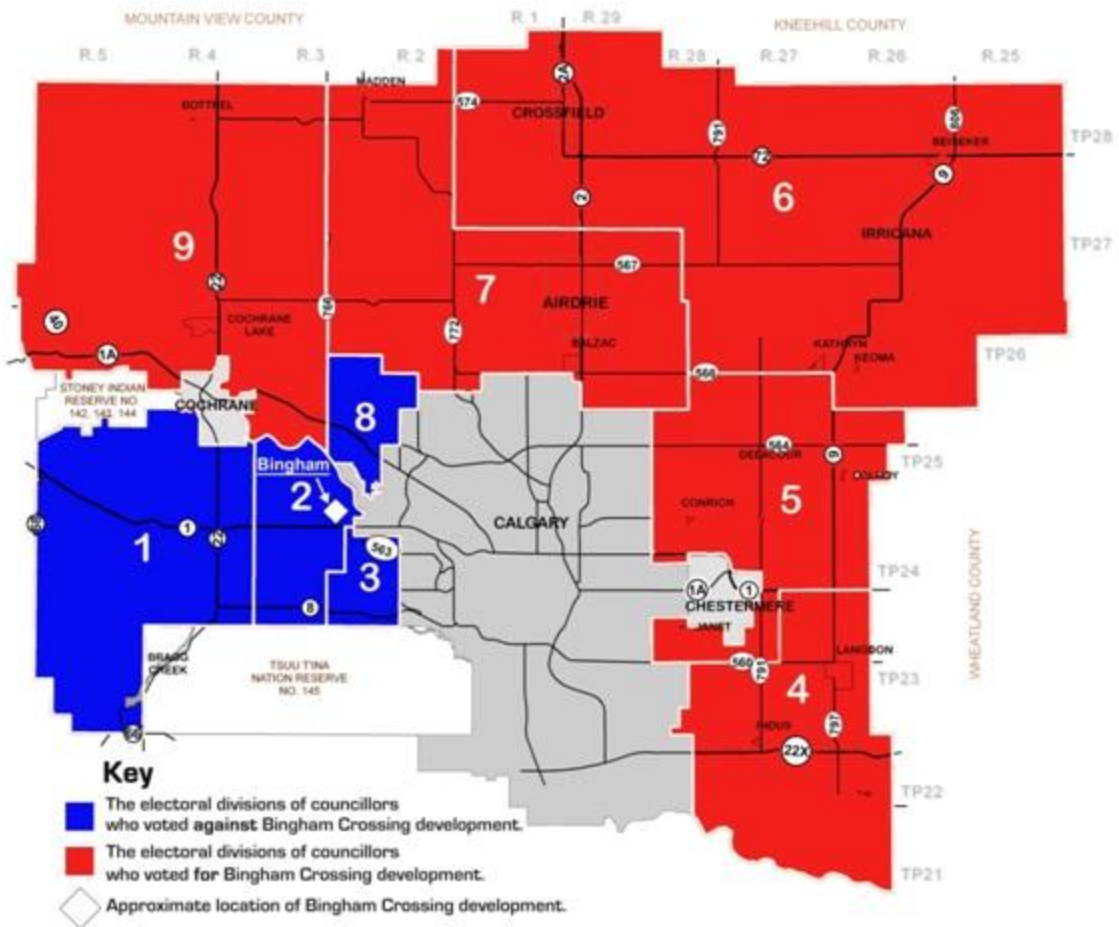 MOUNTAIN VIEW COUNTY
R. 1
R. 29
KNEEHILL COUNTY
R. 5
R. 4
R. 3
R. 2
R. 28
R. 27
R. 26
R. 25
MADDEN
2A
BOTTREL
574
CROSSFIELD
791
806
TP28
72
BEISEKER
9
2
6
9
IRRICANA
TP27
567
22
766
7
AIRDRIE
40
COCHRANE
LAKE
772
BALZAC
KATHRYN
KEOMA
1A
TP26
566
STONEY INDIAN
RESERVE NO
142, 143, 144
COCHRANE
8
564
DELACOUR
9
TP25
Bingham
2
CONRICH
5
1
1
22
CALGARY
563
3
TP24
1A
1
8
CHESTERMERE
JANET
WHEATLAND COUNTY
BRAGG
CREEK
TSUU T'INA
NATION RESERVE
NO. 145
560
791
LANGDON
TP23
4
INDUS
797
22X
TP22
TP21
Key
The electoral divisions of councillors
who voted against Bingham Crossing development.
The electoral divisions of councillors
who voted for Bingham Crossing development.
Approximate location of Bingham Crossing development.